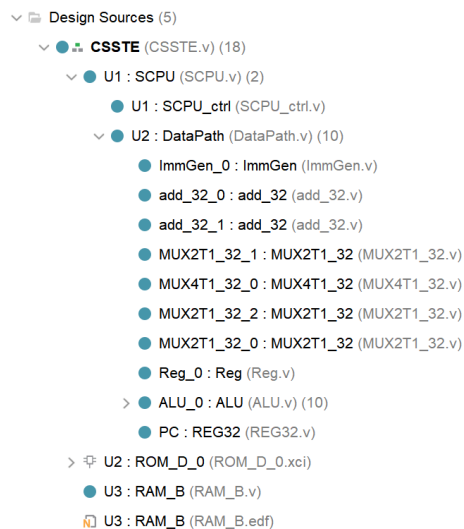 Design Sources (5)
CSSTE (CSSTE.v) (18)
U1 : SCPU (SCPU.v) (2)
U1 : SCPU_ctrl (SCPU_ctrl.v)
U2 : DataPath (DataPath.v) (10)
ImmGen_0 : ImmGen (ImmGen.v)
add_32_0 : add_32 (add_32.v)
add_32_1 : add_32 (add_32.v)
MUX2T1_32_1 : MUX2T1_32 (MUX2T1_32.v)
MUX4T1_32_0 : MUX4T1_32 (MUX4T1_32.v)
MUX2T1_32_2 : MUX2T1_32 (MUX2T1_32.v)
MUX2T1_32_0 : MUX2T1_32 (MUX2T1_32.v)
Reg_0 : Reg (Reg.v)
ALU_0 : ALU (ALU.v) (10)
PC : REG32 (REG32.v)
U2 : ROM_D_0 (ROM_D_0.xci)
U3 : RAM_B (RAM_B.v)
U3 : RAM_B (RAM_B.edf)